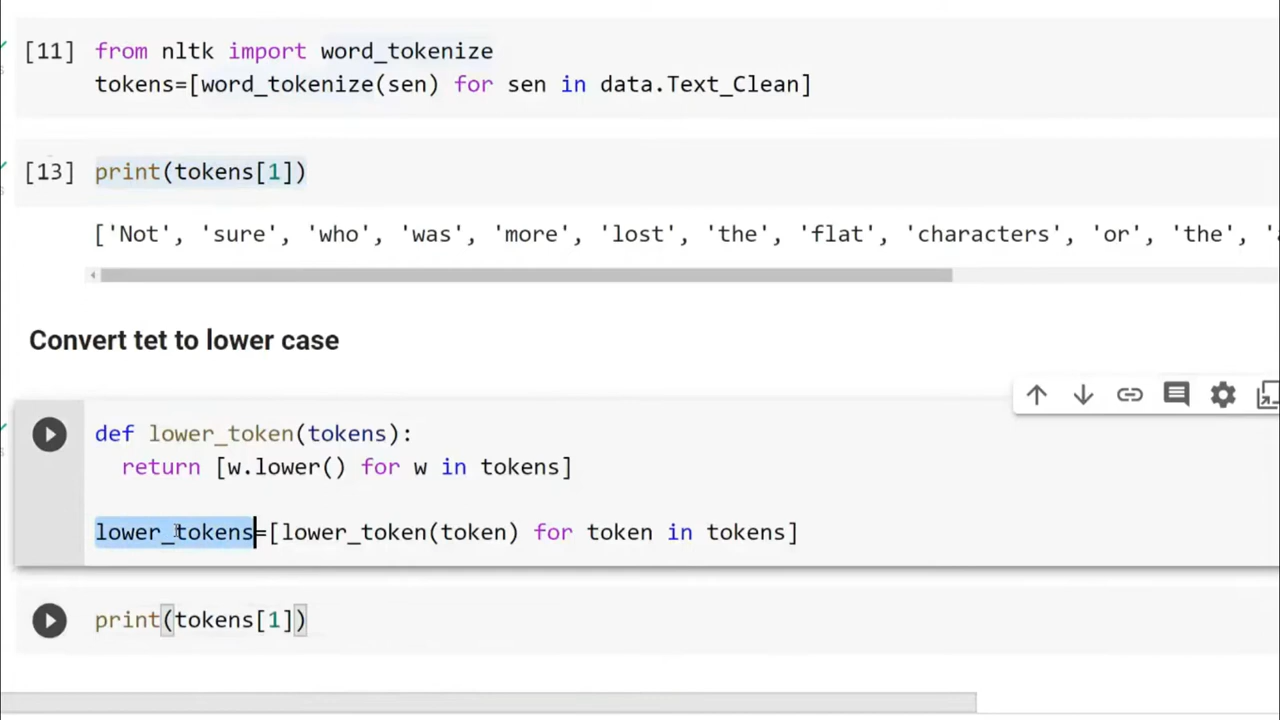 [11] from nltk import word_tokenize
tokens=[word_tokenize(sen) for sen in data.Text_Clean]
[13] print(tokens[1])
['Not', 'sure', 'who', 'was', 'more', 'lost', 'the', 'flat', 'characters', 'or', 'the', '
Convert tet to lower case
def lower_token(tokens):
return [w.lower() for w in tokens]
lower_tokens=[lower_token(token) for token in tokens]
print(tokens[1])